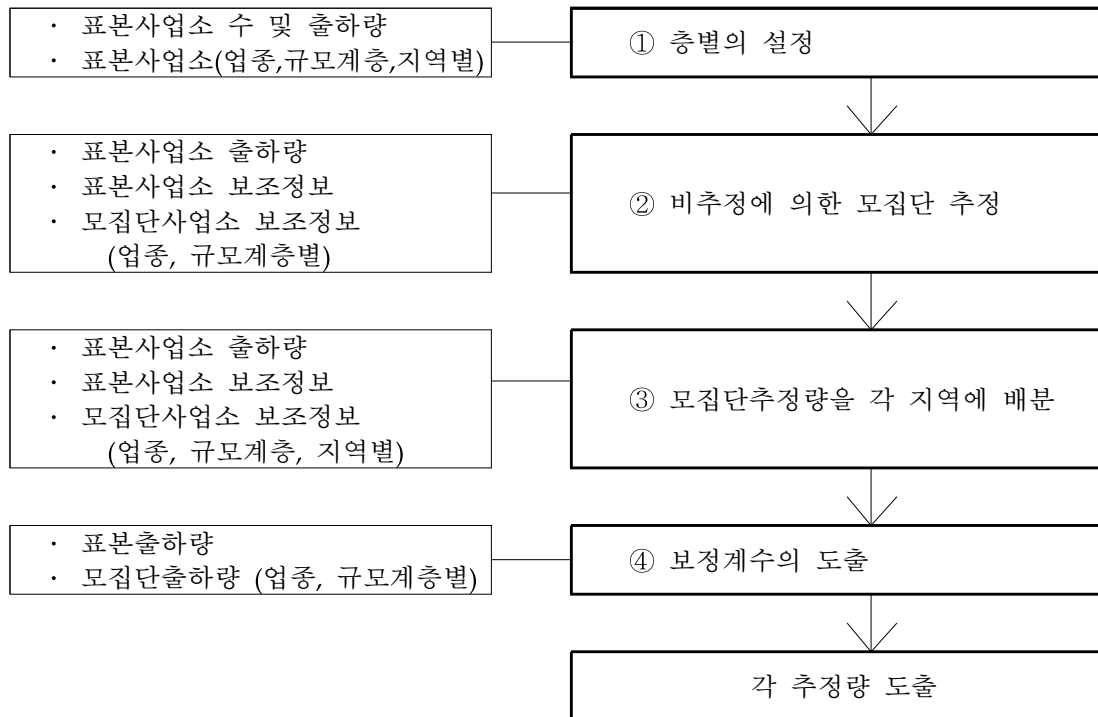 · 표본사업소 수 및 출하량
· 표본사업소(업종,규모계층,지역별)
① 층별의 설정
· 표본사업소 출하량
· 표본사업소 보조정보
· 모집단사업소 보조정보
(업종, 규모계층별)
② 비추정에 의한 모집단 추정
· 표본사업소 출하량
· 표본사업소 보조정보
· 모집단사업소 보조정보
(업종, 규모계층, 지역별)
③ 모집단추정량을 각 지역에 배분
· 표본출하량
· 모집단출하량 (업종, 규모계층별)
④ 보정계수의 도출
각 추정량 도출